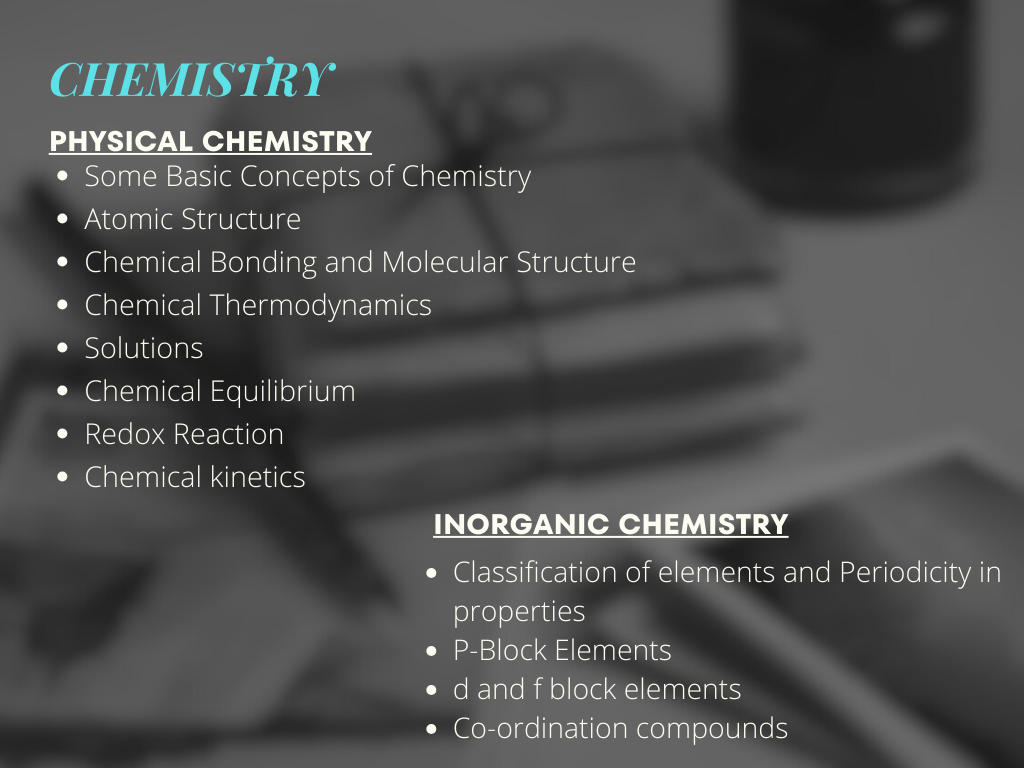 CHEMISTRY
PHYSICAL CHEMISTRY
• Some Basic Concepts of Chemistry
• Atomic Structure
• Chemical Bonding and Molecular Structure
• Chemical Thermodynamics
• Solutions
• Chemical Equilibrium
• Redox Reaction
• Chemical kinetics
INORGANIC CHEMISTRY
• Classification of elements and Periodicity in
properties
• P-Block Elements
• d and f block elements
• Co-ordination compounds